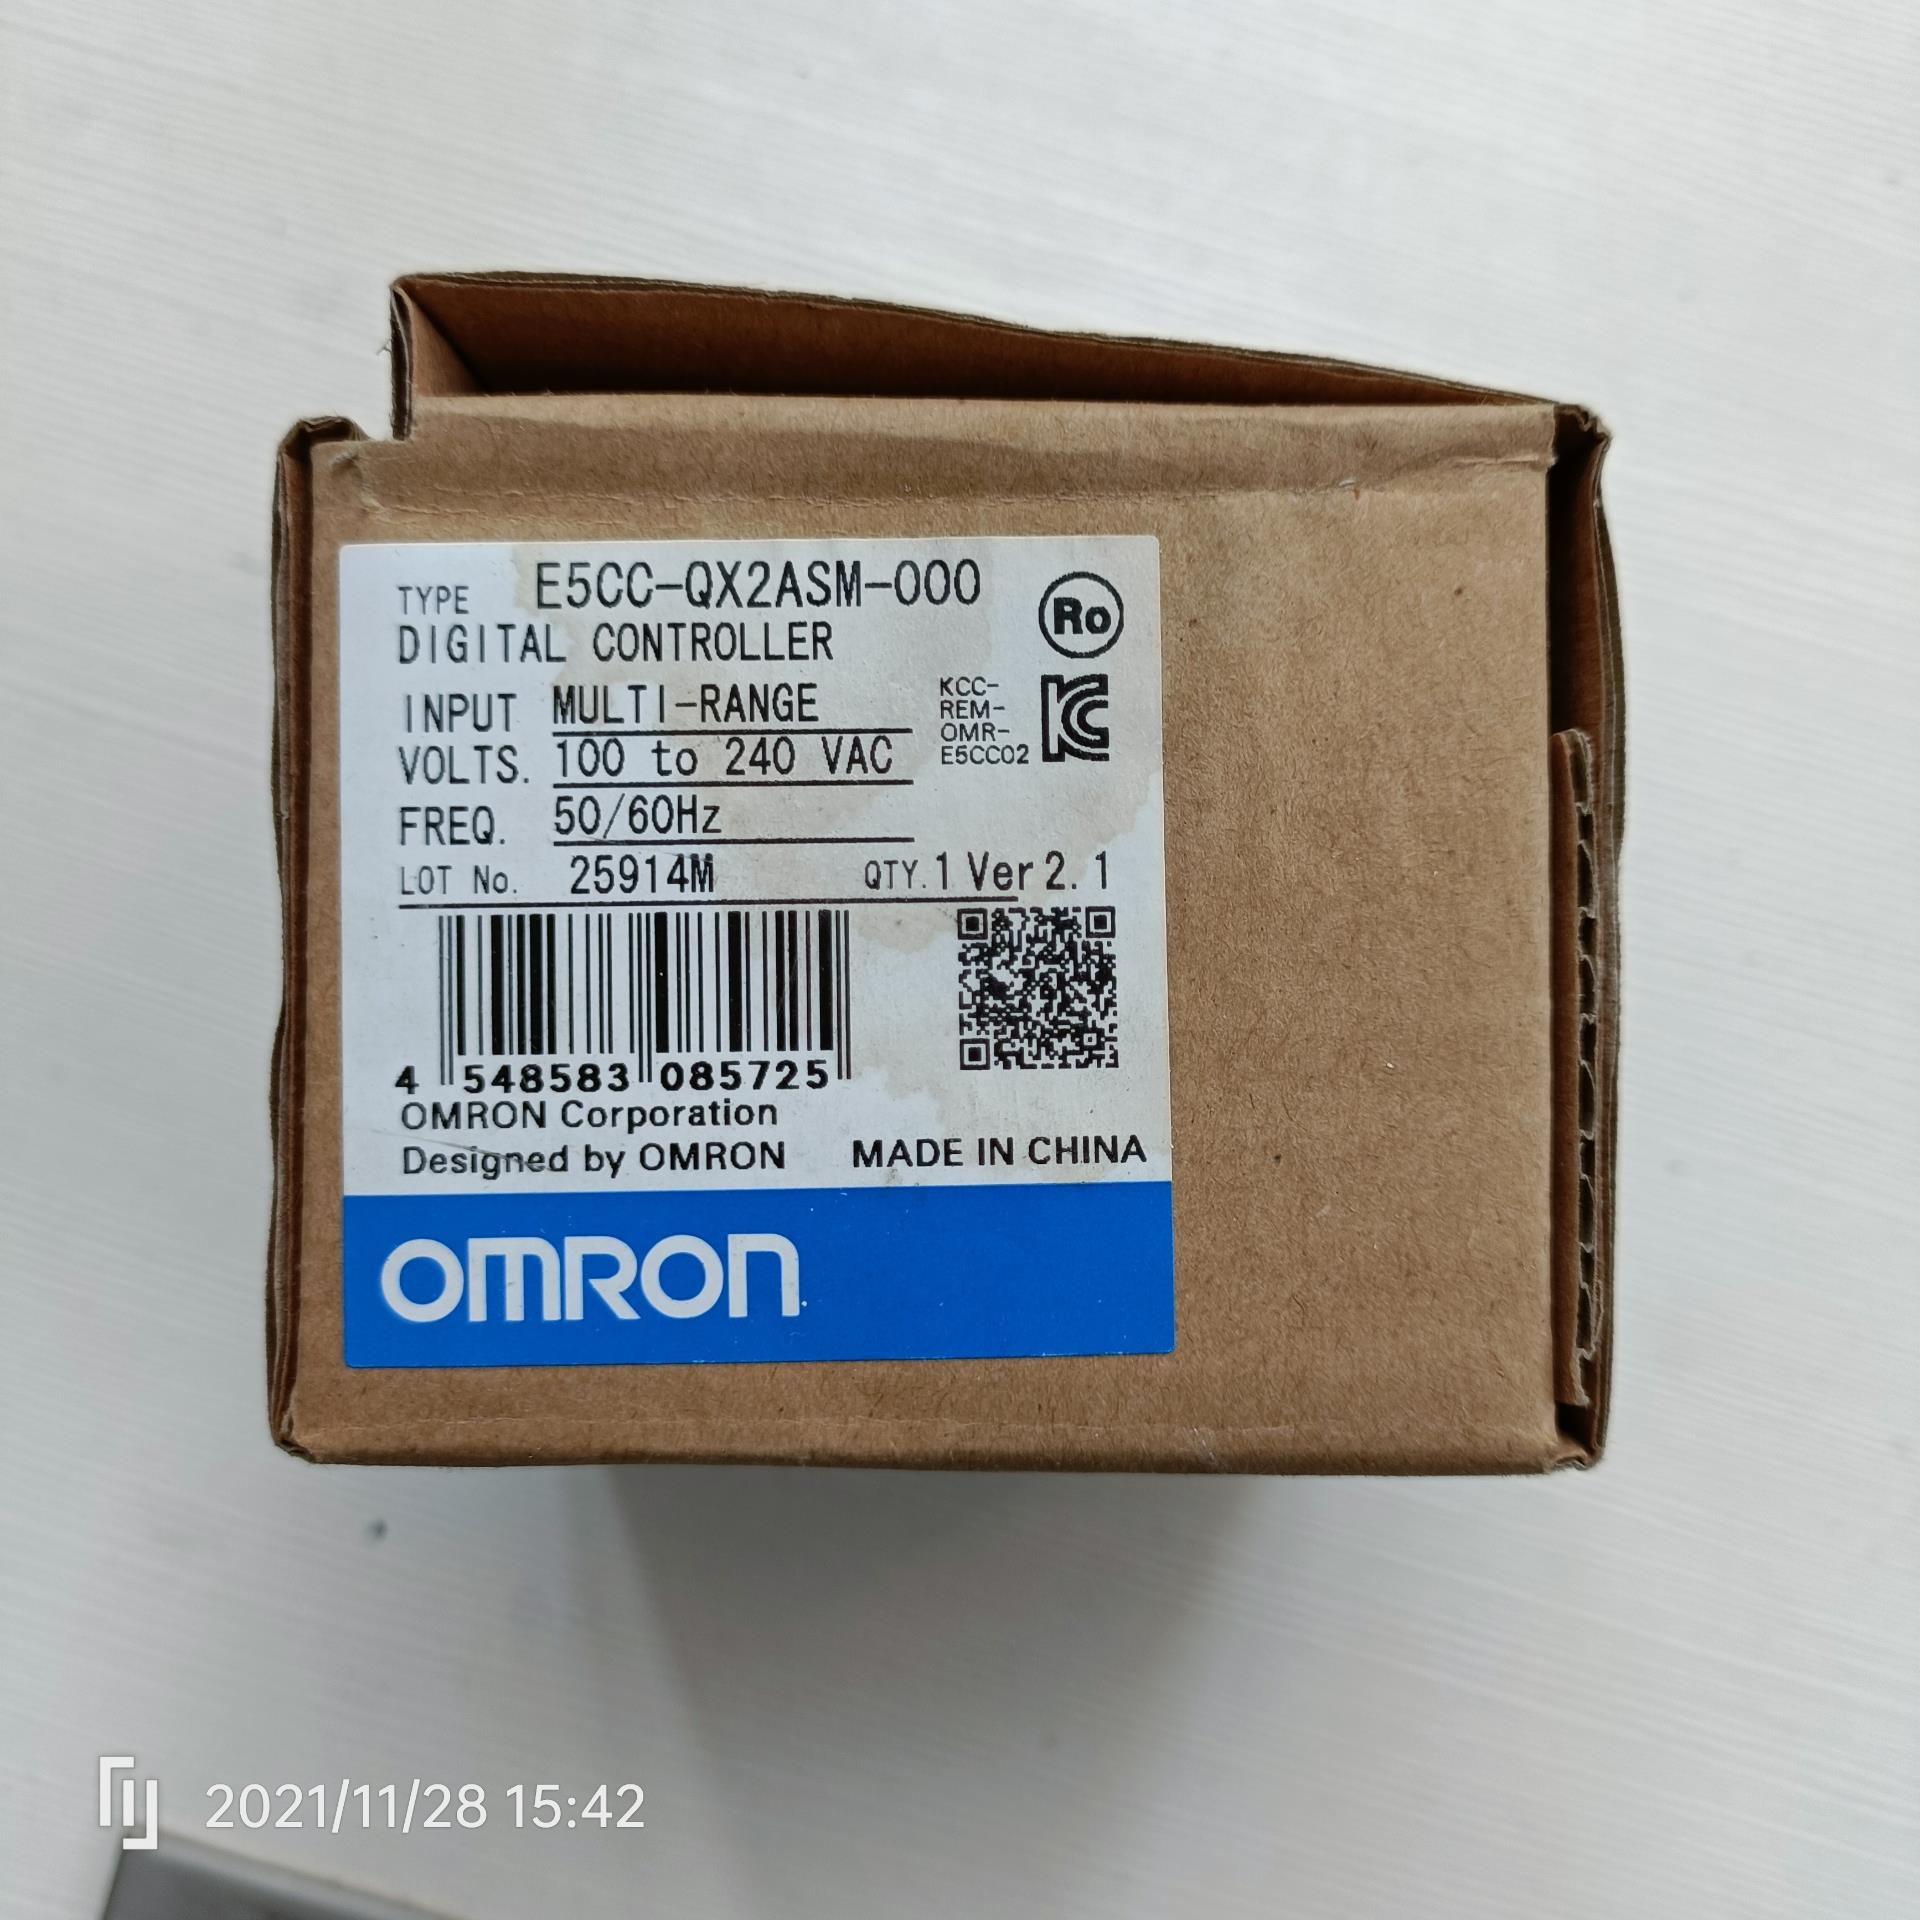 TYPE E5CC-QX2ASM-000
DIGITAL CONTROLLER
Ro
INPUT MULTI-RANGE
VOLTS. 100 to 240 VAC
FREQ. 50/60Hz
KCC-
REM-
OMR-
E5CC02
LOT No. 25914M QTY.1 Ver 2.1
4 548583 085725
OMRON Corporation
Designed by OMRON MADE IN CHINA
OMRON
2021/11/28 15:42